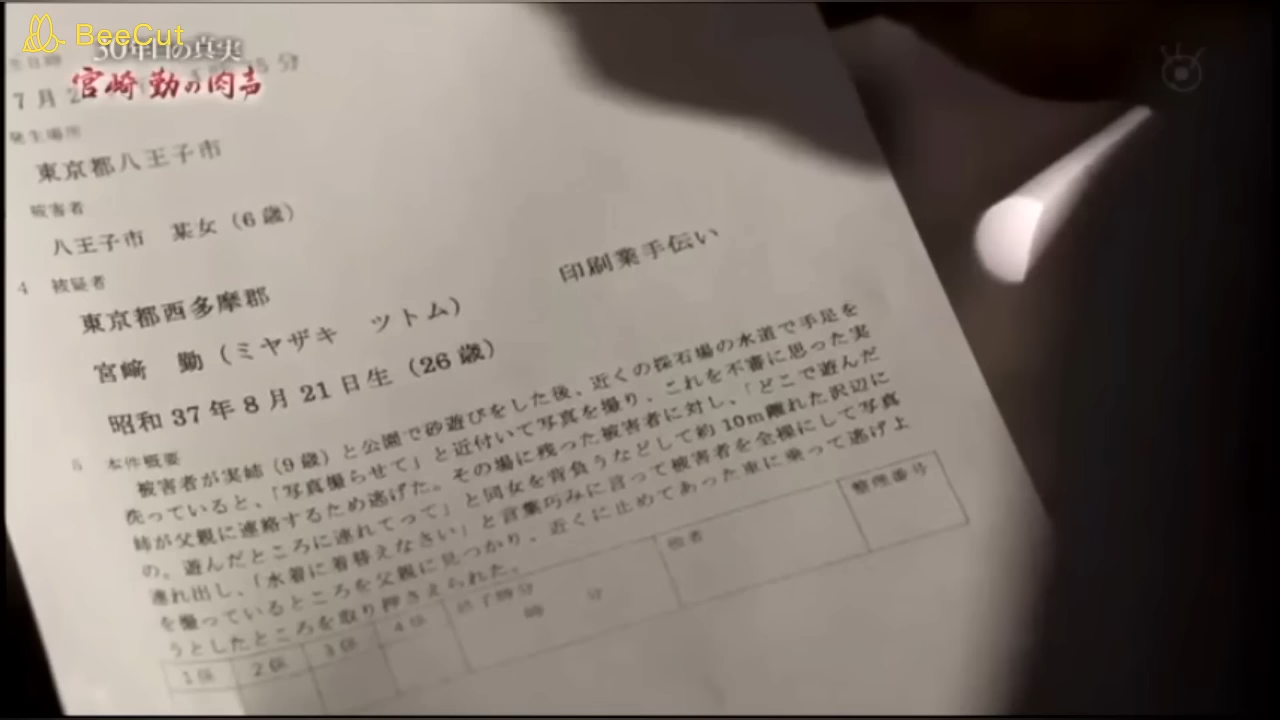 BeeCut
30年目の真実
宮﨑 勤の肉声
7月2
5分
発生場所
東京都八王子市
被害者
八王子市 某女(6歳)
4 被疑者
東京都西多摩郡
印刷業手伝い
宮﨑 勤(ミヤザキ ツトム)
昭和37年8月21日生(26歳)
5 本件概要
被害者が実姉(9歳)と公園で砂遊びをした後、近くの採石場の水道で手足を
洗っていると、「写真撮らせて」と近付いて写真を撮り、これを不審に思った実
姉が父親に連絡するため逃げた。その場に残った被害者に対し、「どこで遊んだ
の。遊んだところに連れてって」と同女を背負うなどして約10m離れた沢辺に
連れ出し、「水着に着替えなさい」と言葉巧みに言って被害者を全裸にして写真
を撮っているところを父親に見つかり、近くに止めてあった車に乗って逃げよ
うとしたところを取り押さえられた。
1係 2係 3係 4係 終了時分 時 分 整理番号